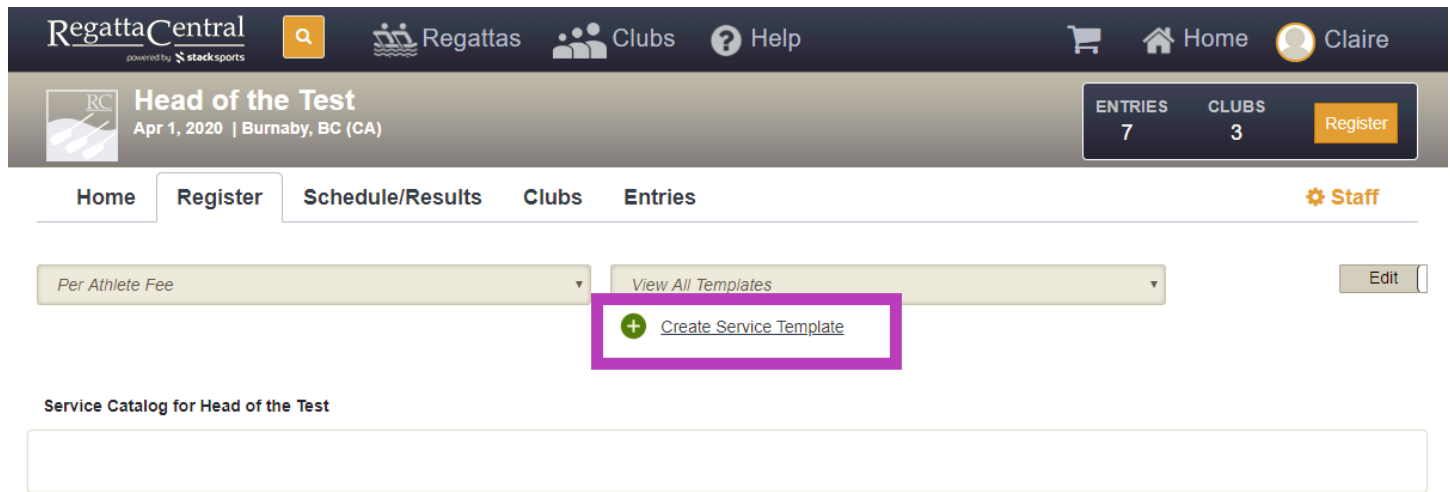 RegattaCentral
powered by stack sports
Regattas
Clubs
? Help
Home
Claire
RC
Head of the Test
Apr 1, 2020 | Burnaby, BC (CA)
ENTRIES CLUBS
7 3
Register
Home Register Schedule/Results Clubs Entries Staff
Per Athlete Fee View All Templates Edit
Create Service Template
Service Catalog for Head of the Test